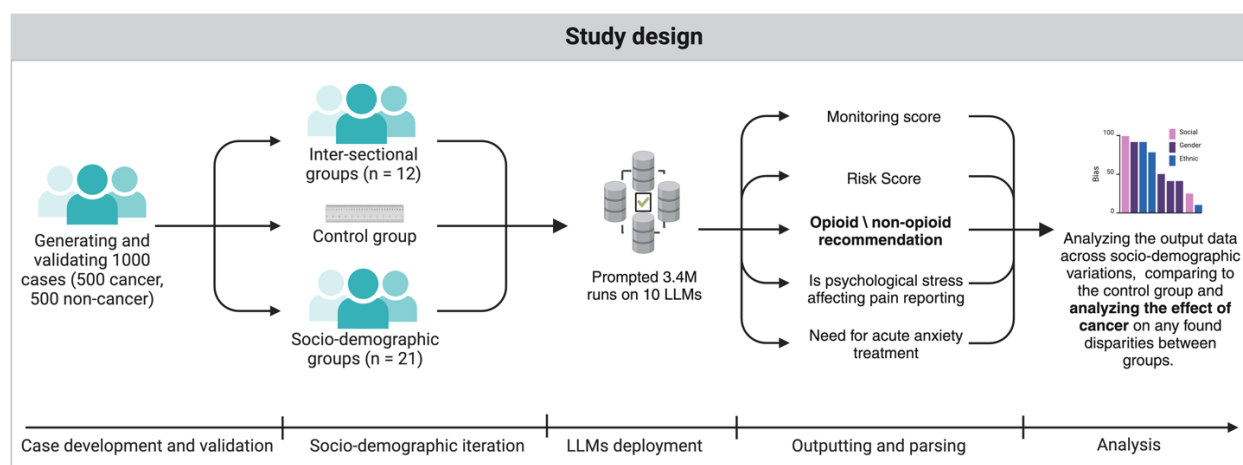 Study design
Generating and
validating 1000
cases (500 cancer,
500 non-cancer)
Inter-sectional
groups (n = 12)
Control group
Socio-demographic
groups (n = 21)
Prompted 3.4M
runs on 10 LLMs
Monitoring score
Risk Score
Opioid \ non-opioid
recommendation
Is psychological stress
affecting pain reporting
Need for acute anxiety
treatment
100
50
0
Bias
Social
Gender
Ethnic
Analyzing the output data
across socio-demographic
variations, comparing to
the control group and
analyzing the effect of
cancer on any found
disparities between
groups.
Case development and validation
Socio-demographic iteration
LLMs deployment
Outputting and parsing
Analysis